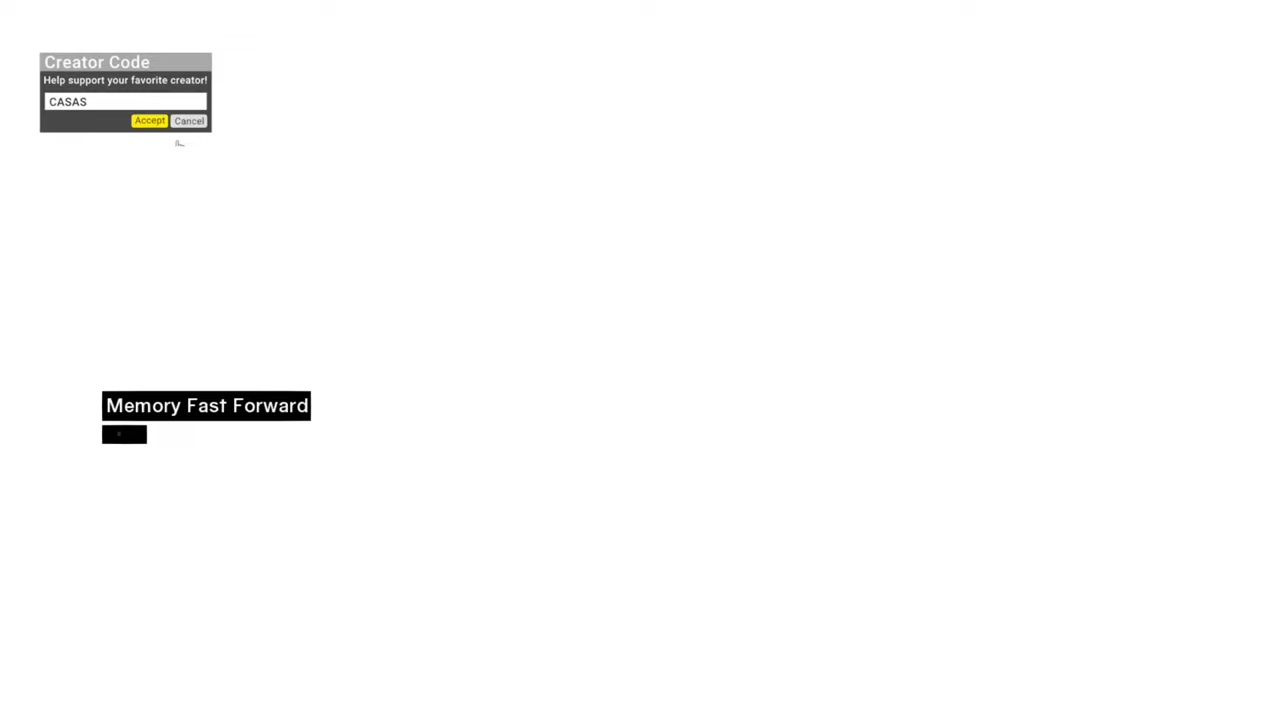 Creator Code
Help support your favorite creator!
CASAS
Accept Cancel
Memory Fast Forward